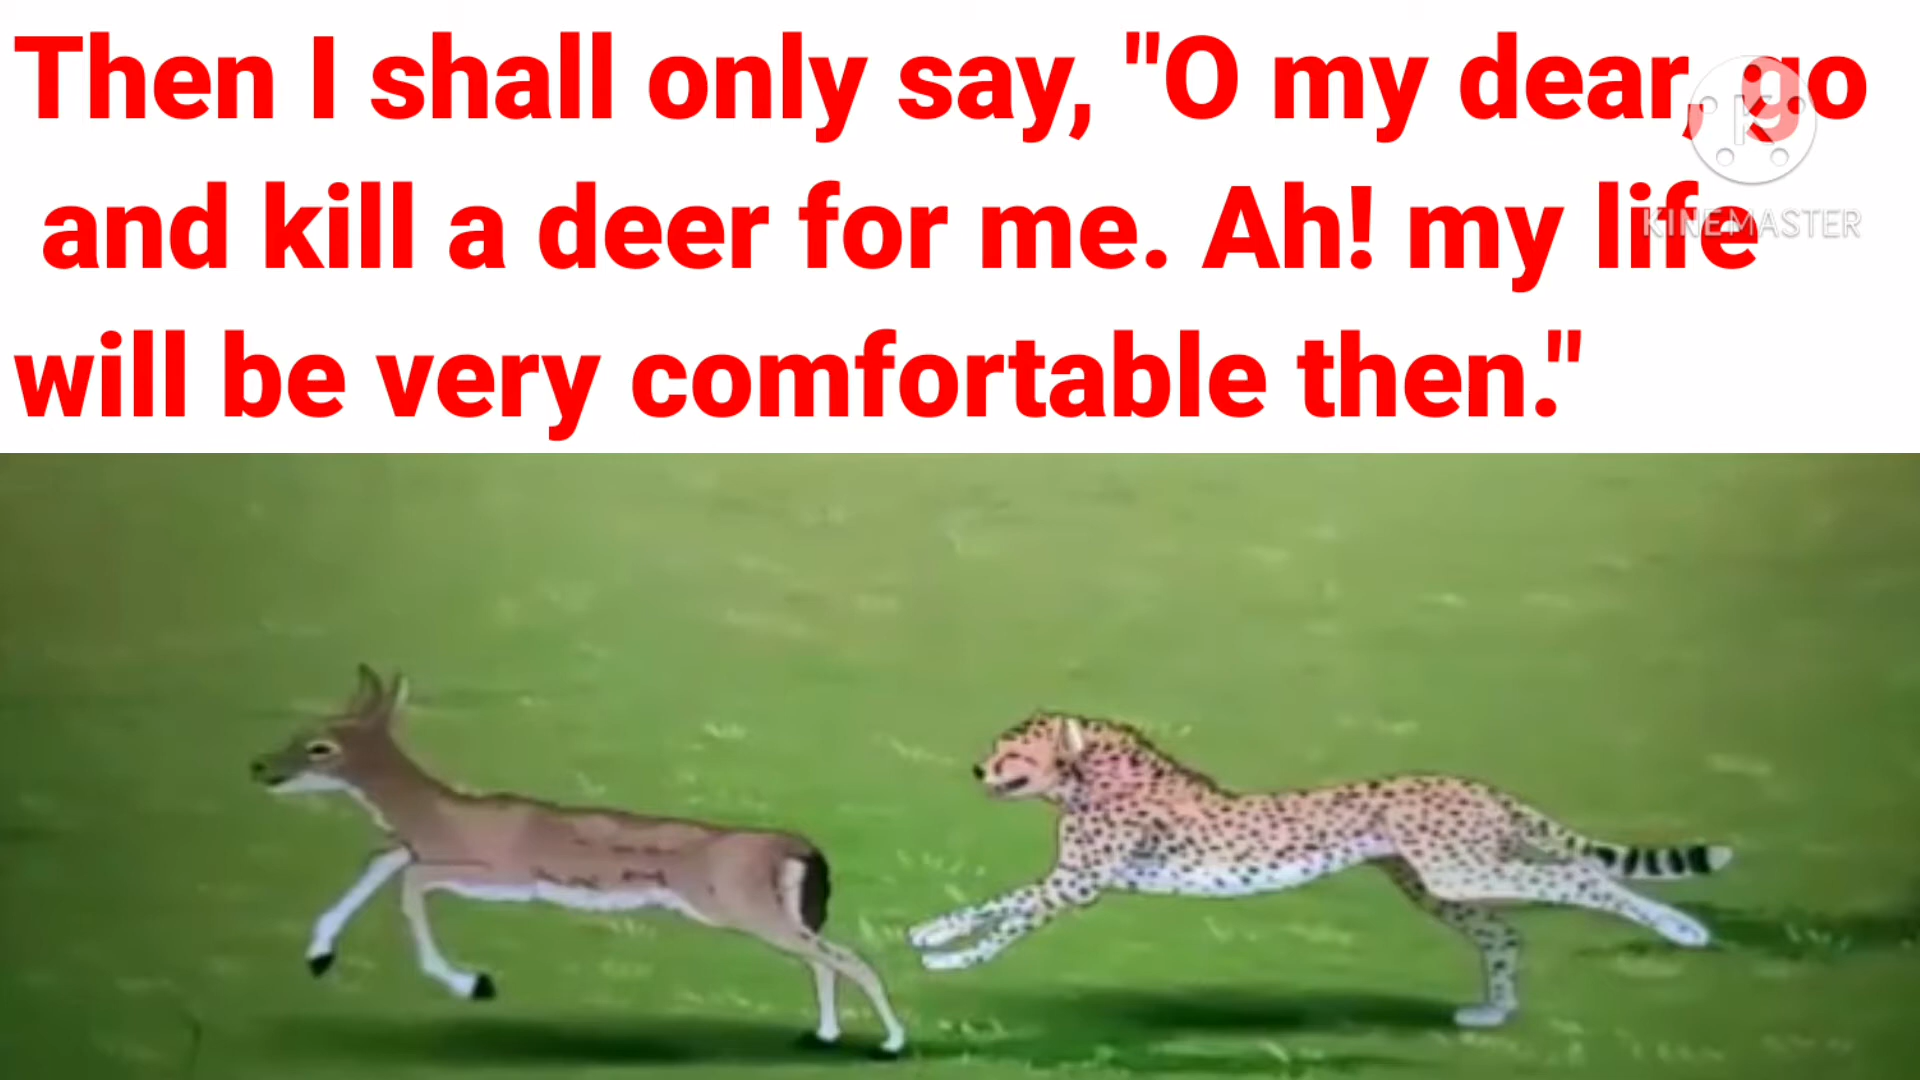 Then I shall only say, "O my dear, go
and kill a deer for me. Ah! my life
will be very comfortable then."
K
KINEMASTER